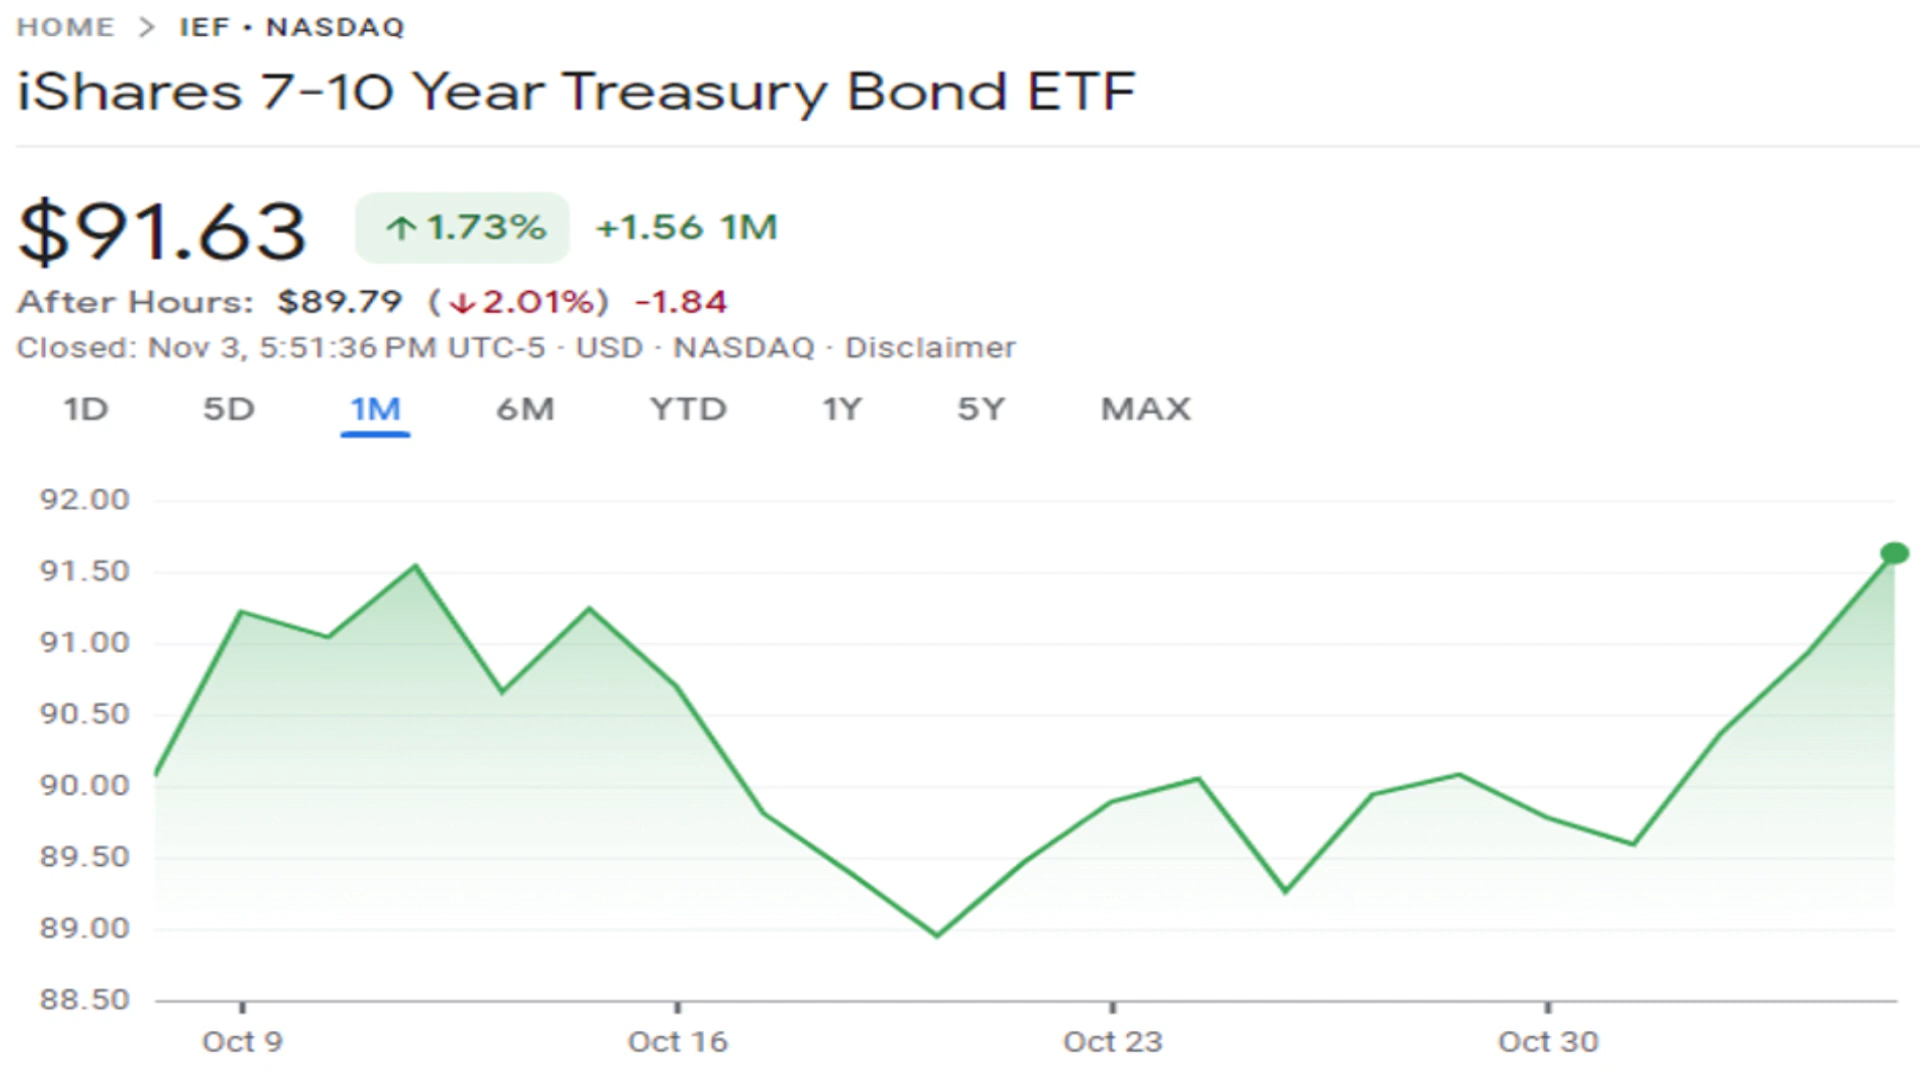 HOME > IEF • NASDAQ
iShares 7-10 Year Treasury Bond ETF
$91.63 ↑ 1.73% +1.56 1M
After Hours: $89.79 (↓2.01%) -1.84
Closed: Nov 3, 5:51:36 PM UTC-5 · USD · NASDAQ · Disclaimer
1D 5D 1M 6M YTD 1Y 5Y MAX
92.00
91.50
91.00
90.50
90.00
89.50
89.00
88.50
Oct 9 Oct 16 Oct 23 Oct 30